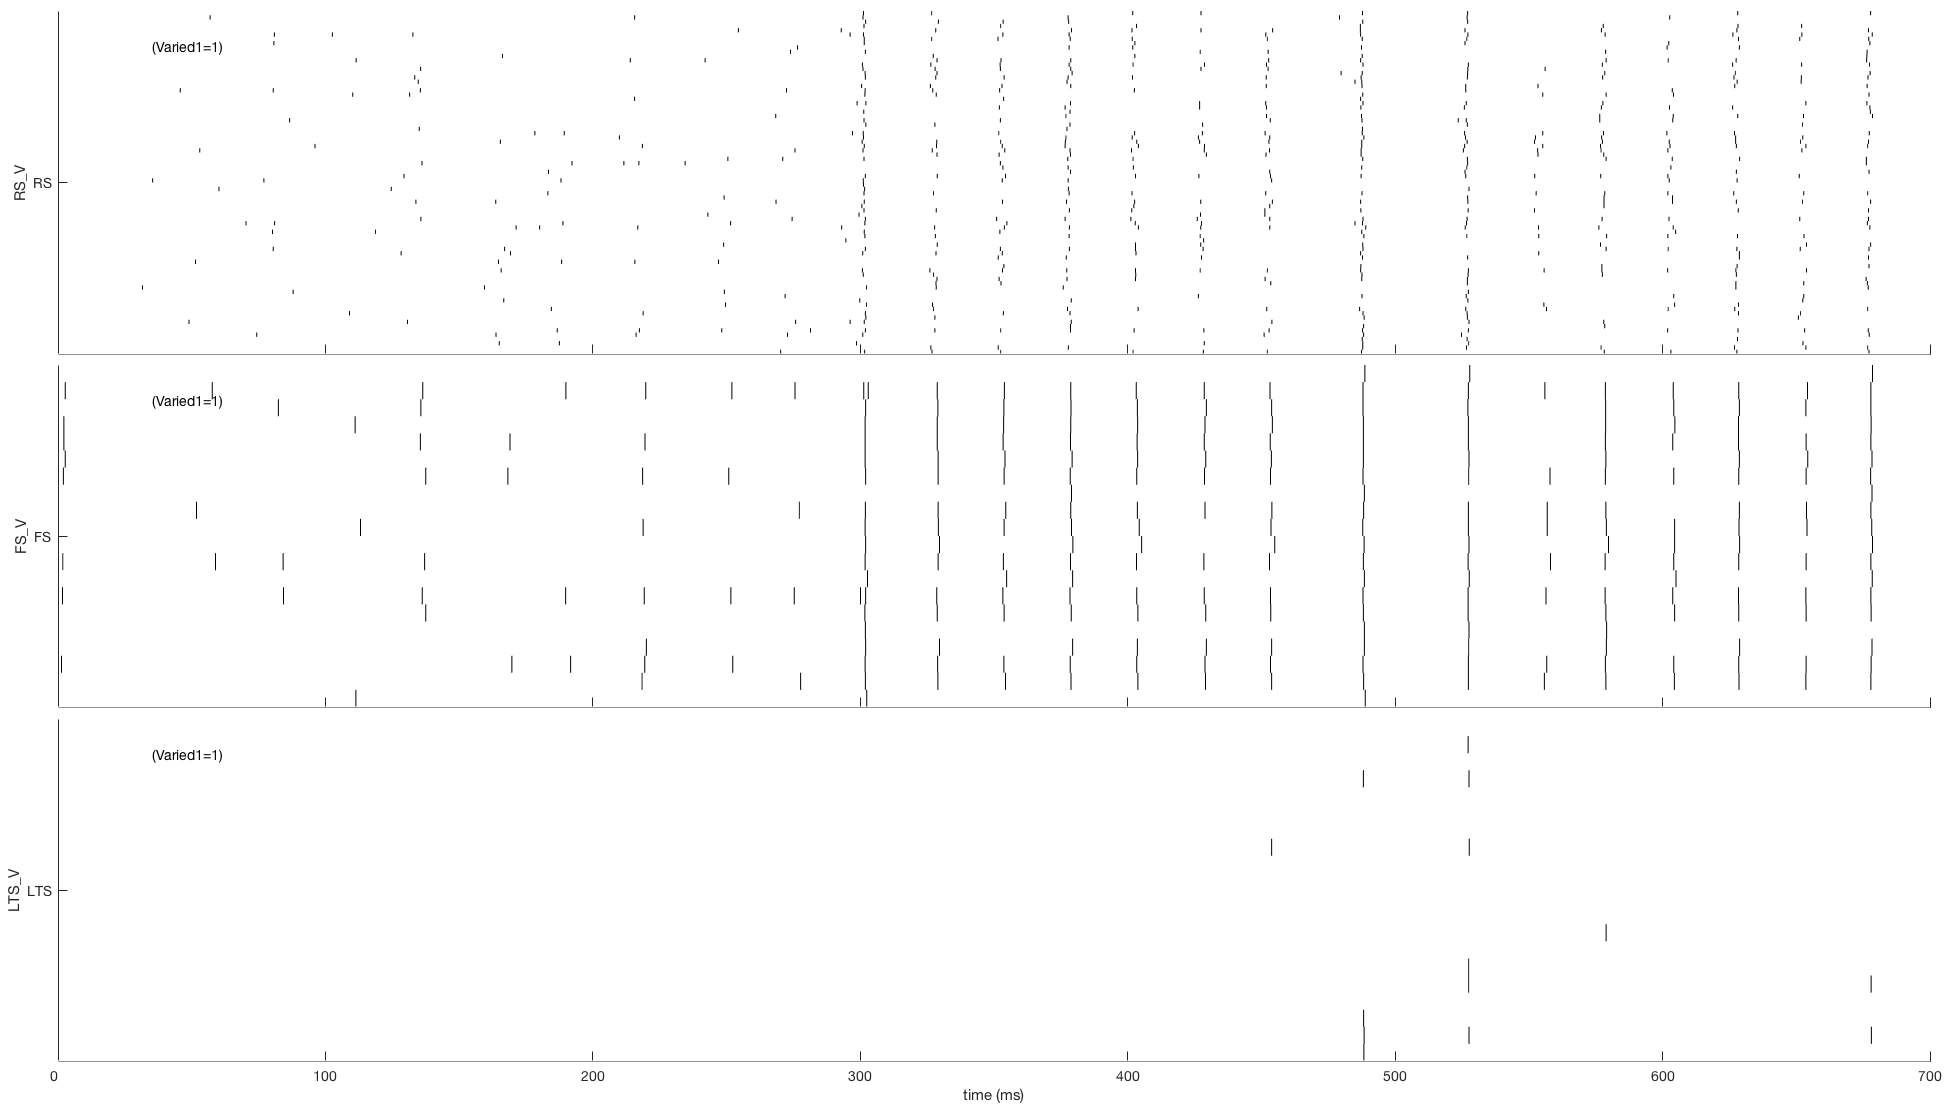 (Varied1=1)
RS_V
RS
(Varied1=1)
FS_V
FS
(Varied1=1)
LTS_V
LTS
0 100 200 300 400 500 600 700
time (ms)